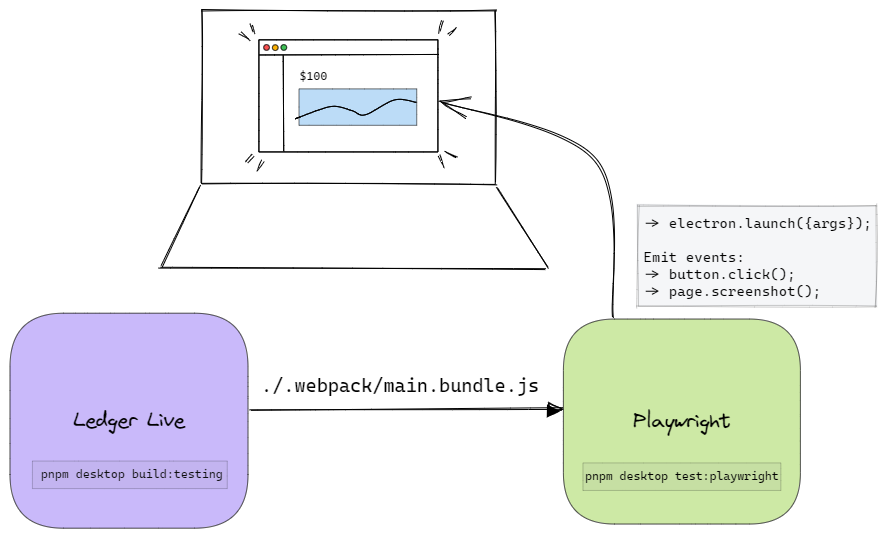 $100
-> electron.launch({args});
Emit events:
-> button.click();
-> page.screenshot();
./.webpack/main.bundle.js
Ledger Live
pnpm desktop build:testing
Playwright
pnpm desktop test:playwright